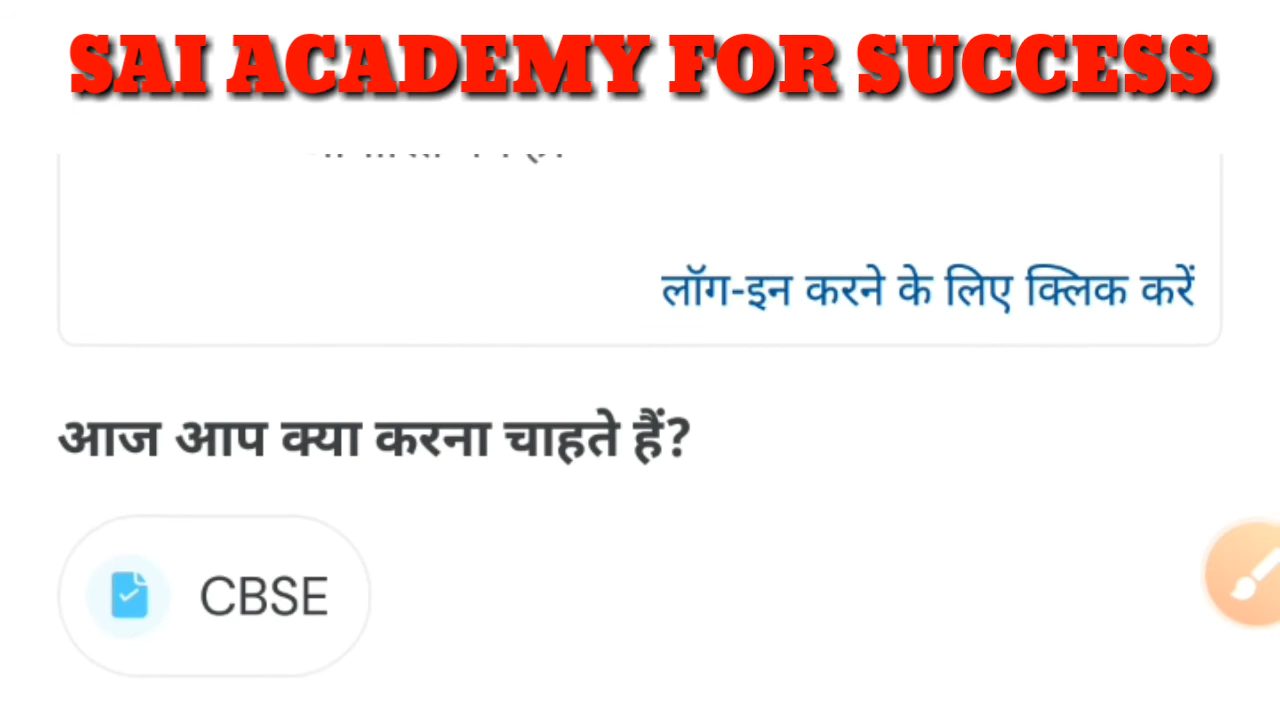 SAI ACADEMY FOR SUCCESS
लॉग-इन करने के लिए क्लिक करें
आज आप क्या करना चाहते हैं?
CBSE